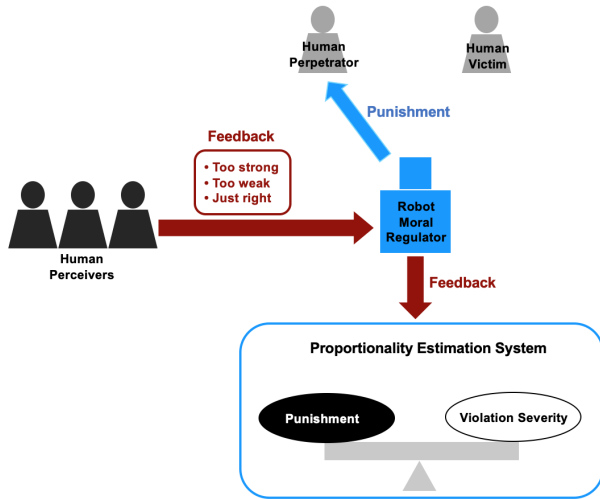 Human
Perpetrator
Human
Victim
Punishment
Feedback
• Too strong
• Too weak
• Just right
Robot
Moral
Regulator
Human
Perceivers
Feedback
Proportionality Estimation System
Punishment
Violation Severity